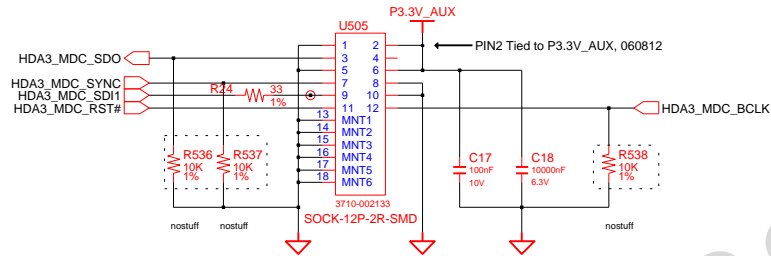 P3.3V_AUX
U505
PIN2 Tied to P3.3V_AUX, 060812
1 2
HDA3_MDC_SDO 3 4
5 6
HDA3_MDC_SYNC 7 8
HDA3_MDC_SDI1 R24 33 1% 9 10
HDA3_MDC_RST# 11 12 HDA3_MDC_BCLK
13 MNT1
14 MNT2
15 MNT3
16 MNT4
17 MNT5
18 MNT6
R536
10K
1%
R537
10K
1%
C17
100nF
10V
C18
10000nF
6.3V
R538
10K
1%
3710-002133
SOCK-12P-2R-SMD
nostuff
nostuff
nostuff